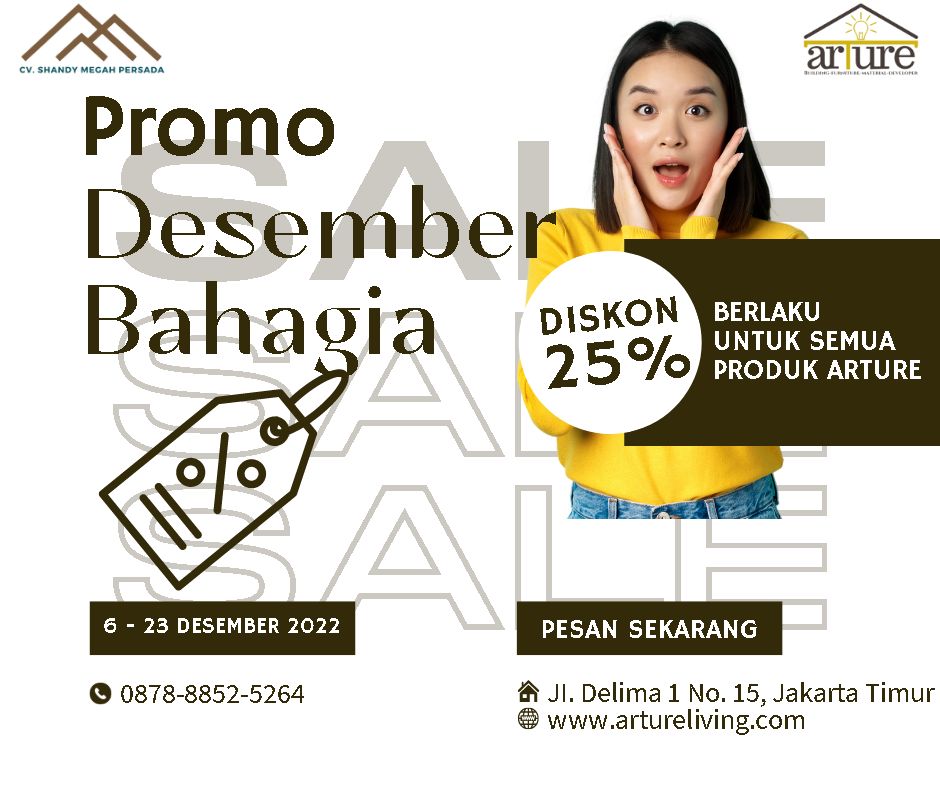 CV. SHANDY MEGAH PERSADA
arTure
BUILDING-FURNITURE-MATERIAL-DEVELOPER
Promo
Desember
Bahagia
SALE
SALE
SALE
DISKON
25%
BERLAKU
UNTUK SEMUA
PRODUK ARTURE
%
6 - 23 DESEMBER 2022
PESAN SEKARANG
0878-8852-5264
Jl. Delima 1 No. 15, Jakarta Timur
www.artureliving.com